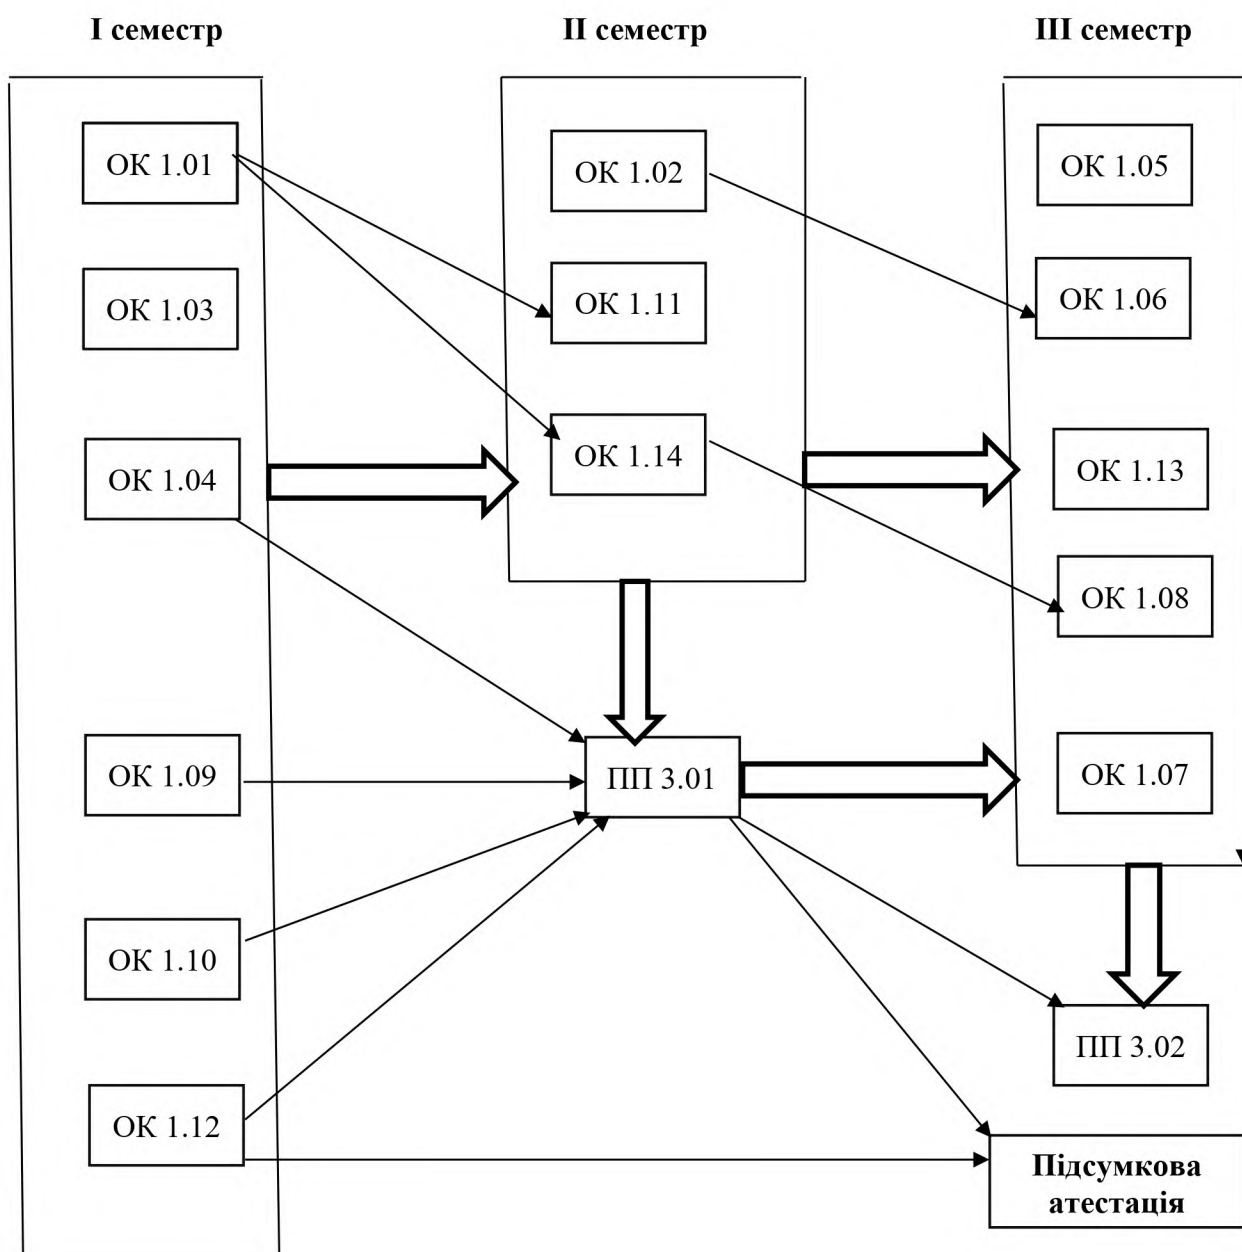 І семестр
ІІ семестр
ІІІ семестр
ОК 1.01
ОК 1.03
ОК 1.04
ОК 1.09
ОК 1.10
ОК 1.12
ОК 1.02
ОК 1.11
ОК 1.14
ПП 3.01
ОК 1.05
ОК 1.06
ОК 1.13
ОК 1.08
ОК 1.07
ПП 3.02
Підсумкова
атестація